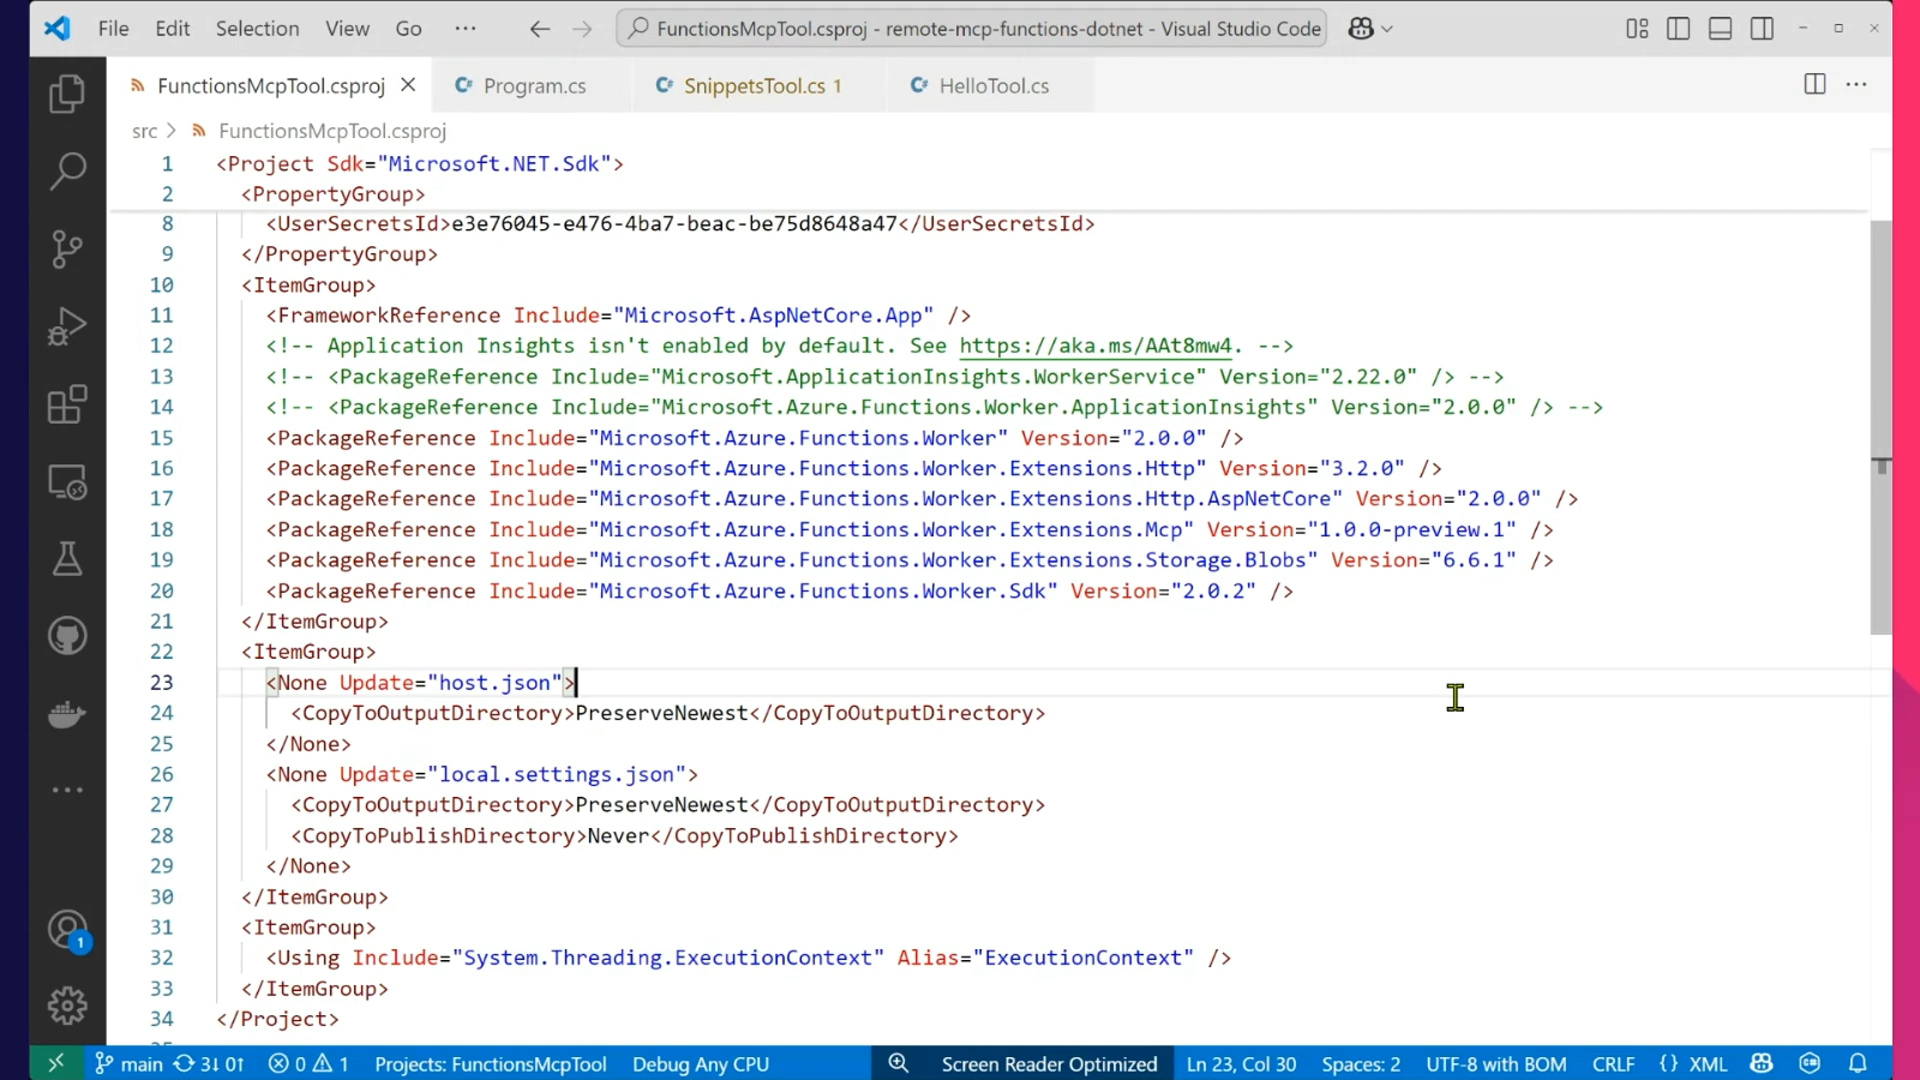 File Edit Selection View Go ··· FunctionsMcpTool.csproj - remote-mcp-functions-dotnet - Visual Studio Code
FunctionsMcpTool.csproj Program.cs SnippetsTool.cs 1 HelloTool.cs
src > FunctionsMcpTool.csproj
1 <Project Sdk="Microsoft.NET.Sdk">
2 <PropertyGroup>
8 <UserSecretsId>e3e76045-e476-4ba7-beac-be75d8648a47</UserSecretsId>
9 </PropertyGroup>
10 <ItemGroup>
11 <FrameworkReference Include="Microsoft.AspNetCore.App" />
12 <!-- Application Insights isn't enabled by default. See https://aka.ms/AAt8mw4. -->
13 <!-- <PackageReference Include="Microsoft.ApplicationInsights.WorkerService" Version="2.22.0" /> -->
14 <!-- <PackageReference Include="Microsoft.Azure.Functions.Worker.ApplicationInsights" Version="2.0.0" /> -->
15 <PackageReference Include="Microsoft.Azure.Functions.Worker" Version="2.0.0" />
16 <PackageReference Include="Microsoft.Azure.Functions.Worker.Extensions.Http" Version="3.2.0" />
17 <PackageReference Include="Microsoft.Azure.Functions.Worker.Extensions.Http.AspNetCore" Version="2.0.0" />
18 <PackageReference Include="Microsoft.Azure.Functions.Worker.Extensions.Mcp" Version="1.0.0-preview.1" />
19 <PackageReference Include="Microsoft.Azure.Functions.Worker.Extensions.Storage.Blobs" Version="6.6.1" />
20 <PackageReference Include="Microsoft.Azure.Functions.Worker.Sdk" Version="2.0.2" />
21 </ItemGroup>
22 <ItemGroup>
23 <None Update="host.json">
24 <CopyToOutputDirectory>PreserveNewest</CopyToOutputDirectory>
25 </None>
26 <None Update="local.settings.json">
27 <CopyToOutputDirectory>PreserveNewest</CopyToOutputDirectory>
28 <CopyToPublishDirectory>Never</CopyToPublishDirectory>
29 </None>
30 </ItemGroup>
31 <ItemGroup>
32 <Using Include="System.Threading.ExecutionContext" Alias="ExecutionContext" />
33 </ItemGroup>
34 </Project>
1
main 3↓ 0↑ 0 1 Projects: FunctionsMcpTool Debug Any CPU Screen Reader Optimized Ln 23, Col 30 Spaces: 2 UTF-8 with BOM CRLF {} XML